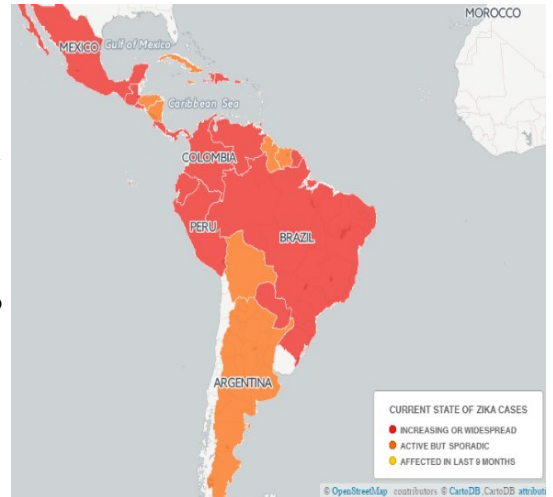 MOROCCO
MEXICO
Gulf of Mexico
Caribbean Sea
COLOMBIA
PERU
BRAZIL
ARGENTINA
CURRENT STATE OF ZIKA CASES
INCREASING OR WIDESPREAD
ACTIVE BUT SPORADIC
AFFECTED IN LAST 9 MONTHS
© OpenStreetMap contributors © CartoDB, CartoDB attributi